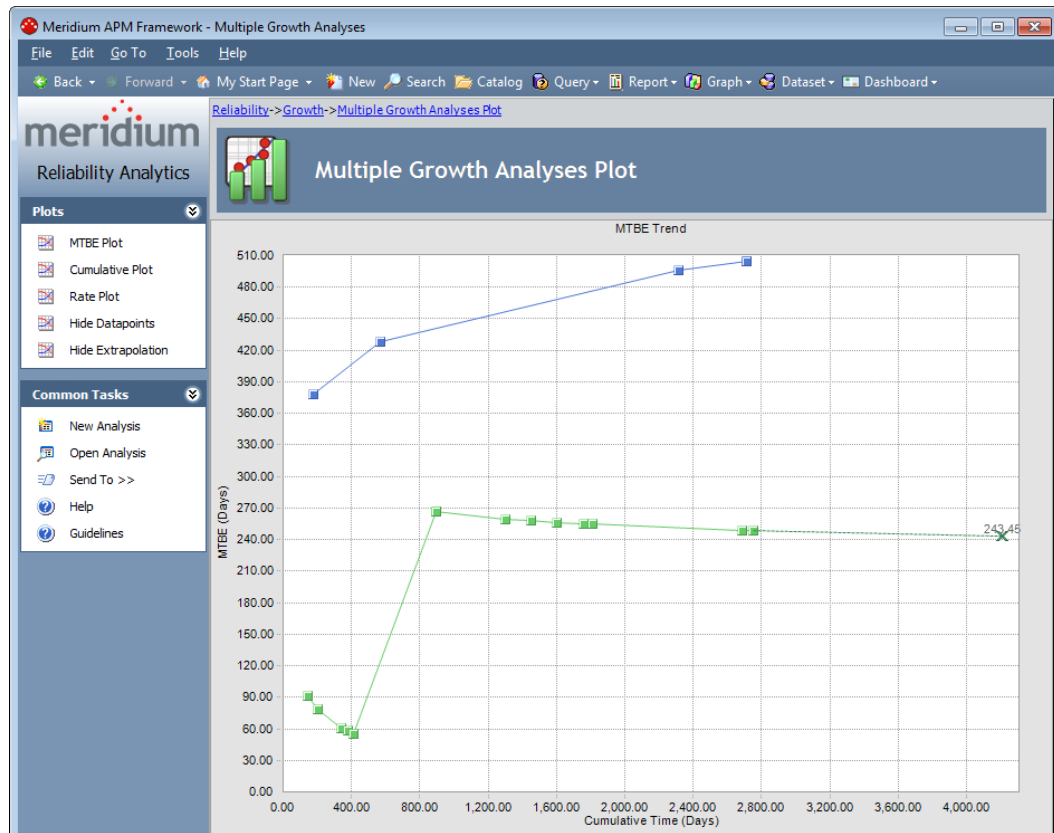 Meridium APM Framework - Multiple Growth Analyses
File Edit Go To Tools Help
Back Forward My Start Page New Search Catalog Query Report Graph Dataset Dashboard
meridium
Reliability Analytics
Plots
MTBE Plot
Cumulative Plot
Rate Plot
Hide Datapoints
Hide Extrapolation
Common Tasks
New Analysis
Open Analysis
Send To >>
Help
Guidelines
Reliability->Growth->Multiple Growth Analyses Plot
Multiple Growth Analyses Plot
MTBE Trend
MTBE (Days)
510.00
480.00
450.00
420.00
390.00
360.00
330.00
300.00
270.00
240.00
210.00
180.00
150.00
120.00
90.00
60.00
30.00
0.00
243.45
0.00 400.00 800.00 1,200.00 1,600.00 2,000.00 2,400.00 2,800.00 3,200.00 3,600.00 4,000.00
Cumulative Time (Days)